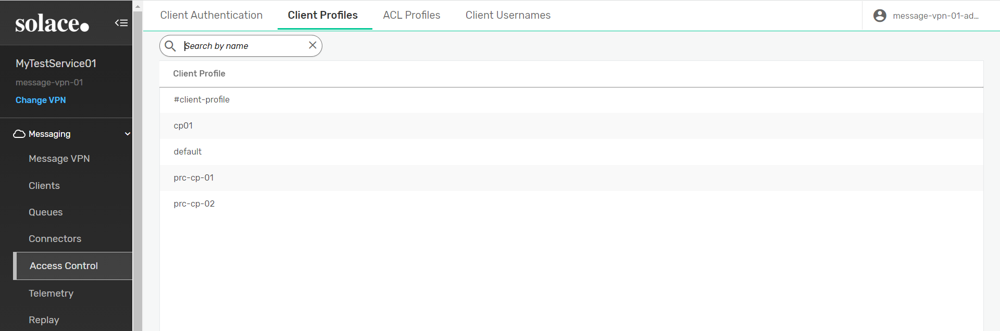 solace.
MyTestService01
message-vpn-01
Change VPN
Messaging
Message VPN
Clients
Queues
Connectors
Access Control
Telemetry
Replay
Client Authentication
Client Profiles
ACL Profiles
Client Usernames
message-vpn-01-ad...
Search by name
Client Profile
#client-profile
cp01
default
prc-cp-01
prc-cp-02